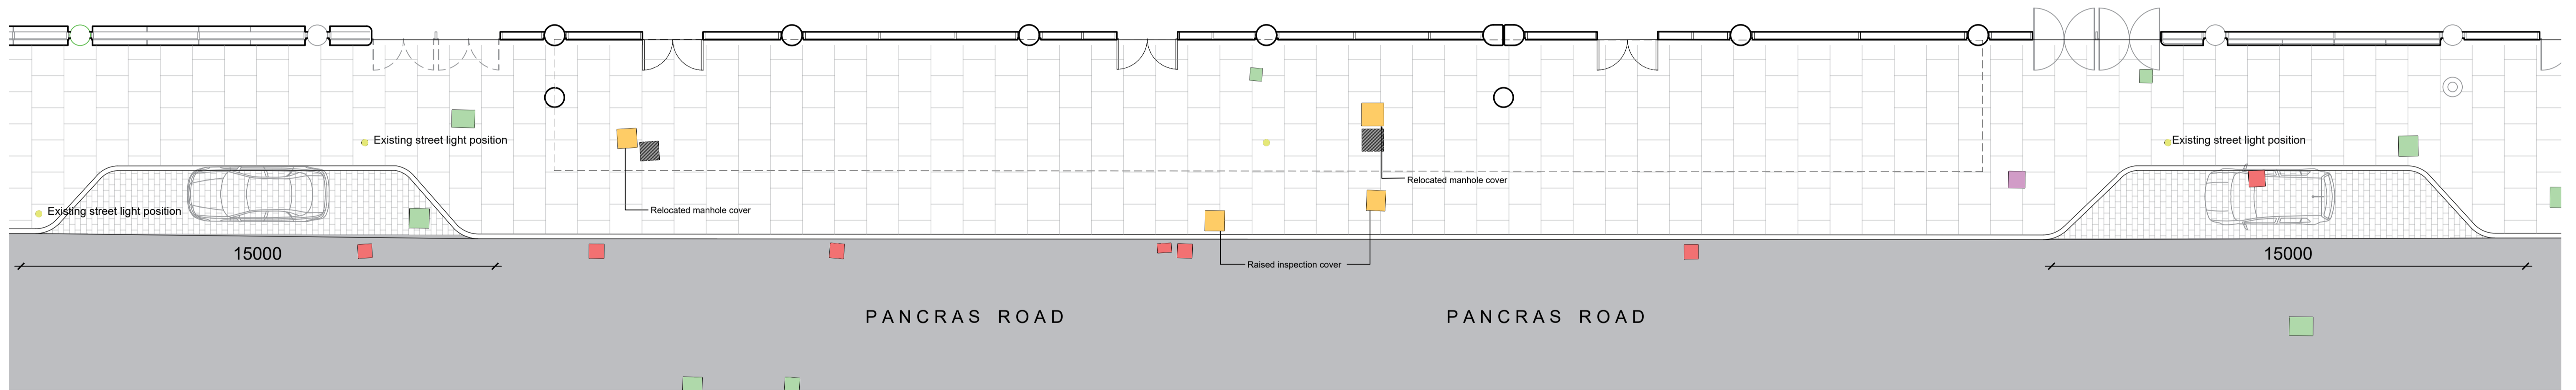 Existing street light position
Existing street light position
Existing street light position
Relocated manhole cover
Relocated manhole cover
Raised inspection cover
15000
15000
PANCRAS ROAD
PANCRAS ROAD